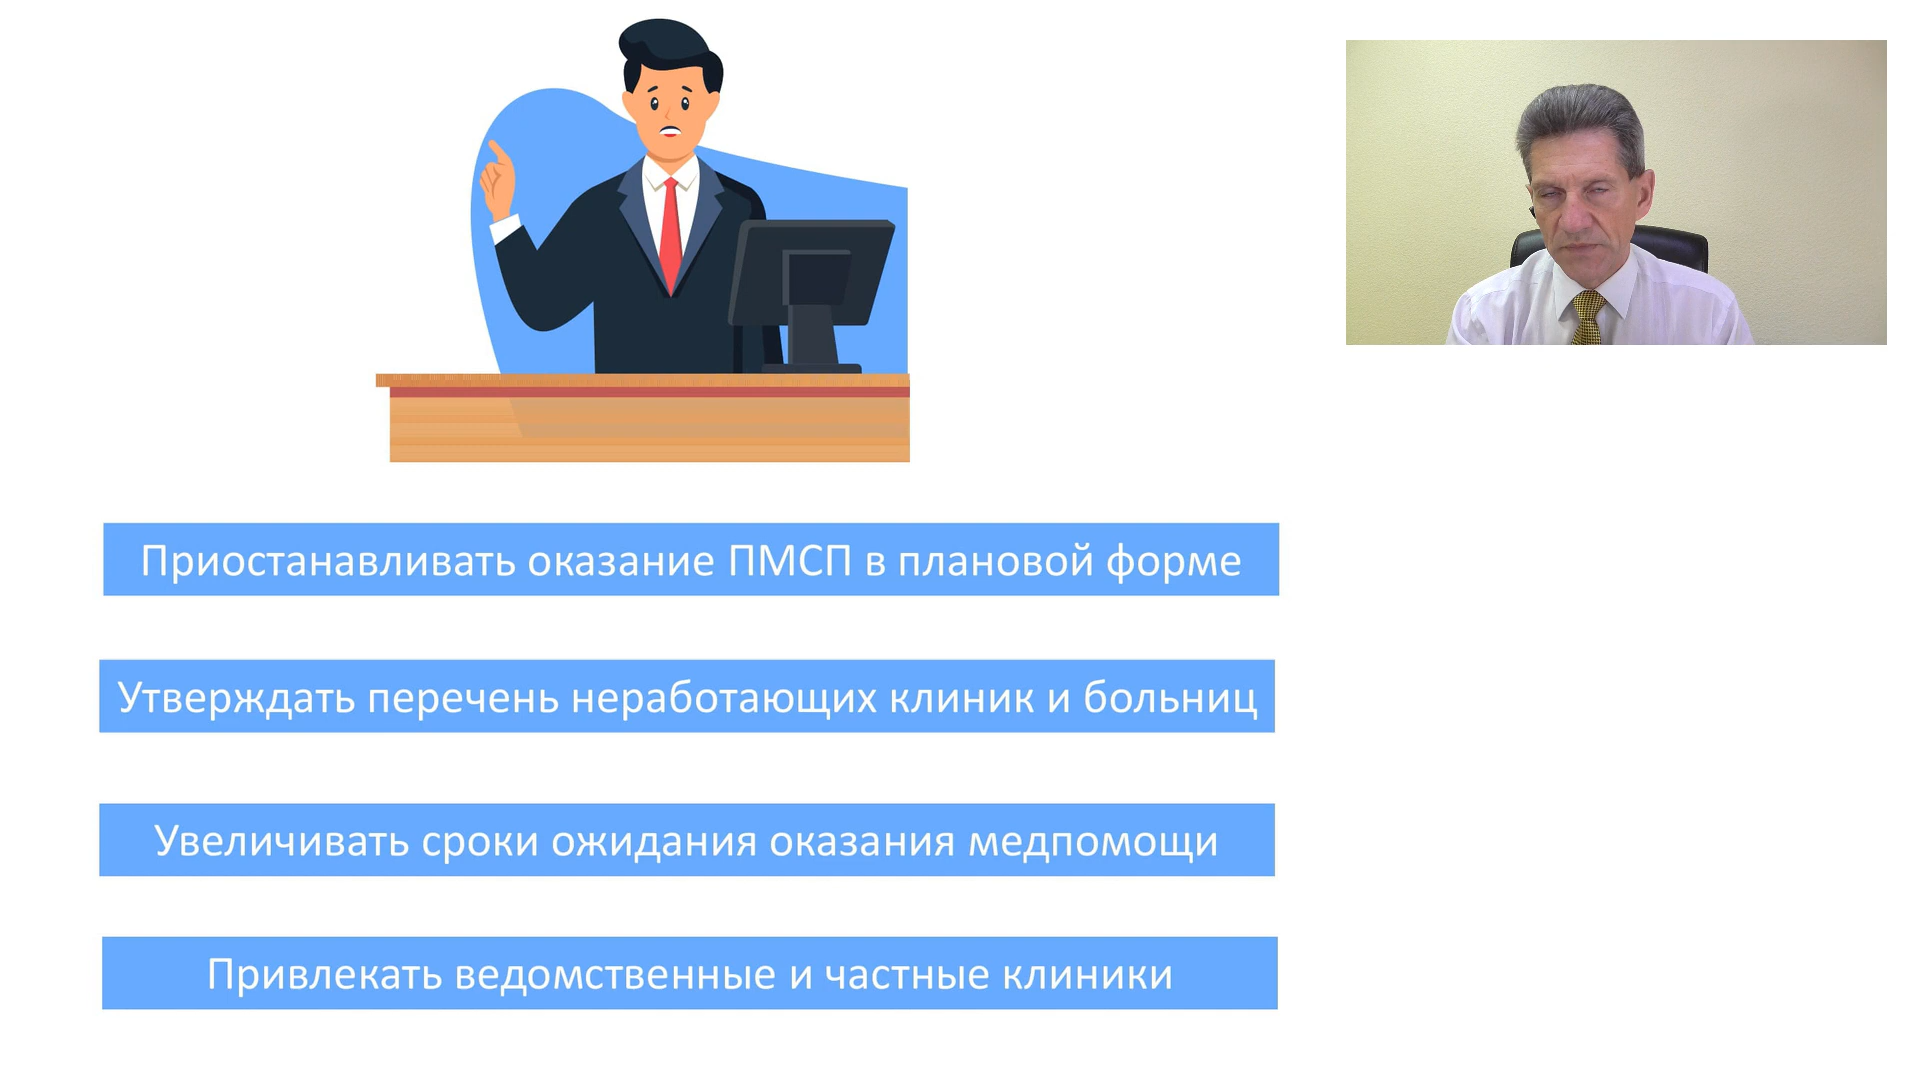 Приостанавливать оказание ПМСП в плановой форме
Утверждать перечень неработающих клиник и больниц
Увеличивать сроки ожидания оказания медпомощи
Привлекать ведомственные и частные клиники